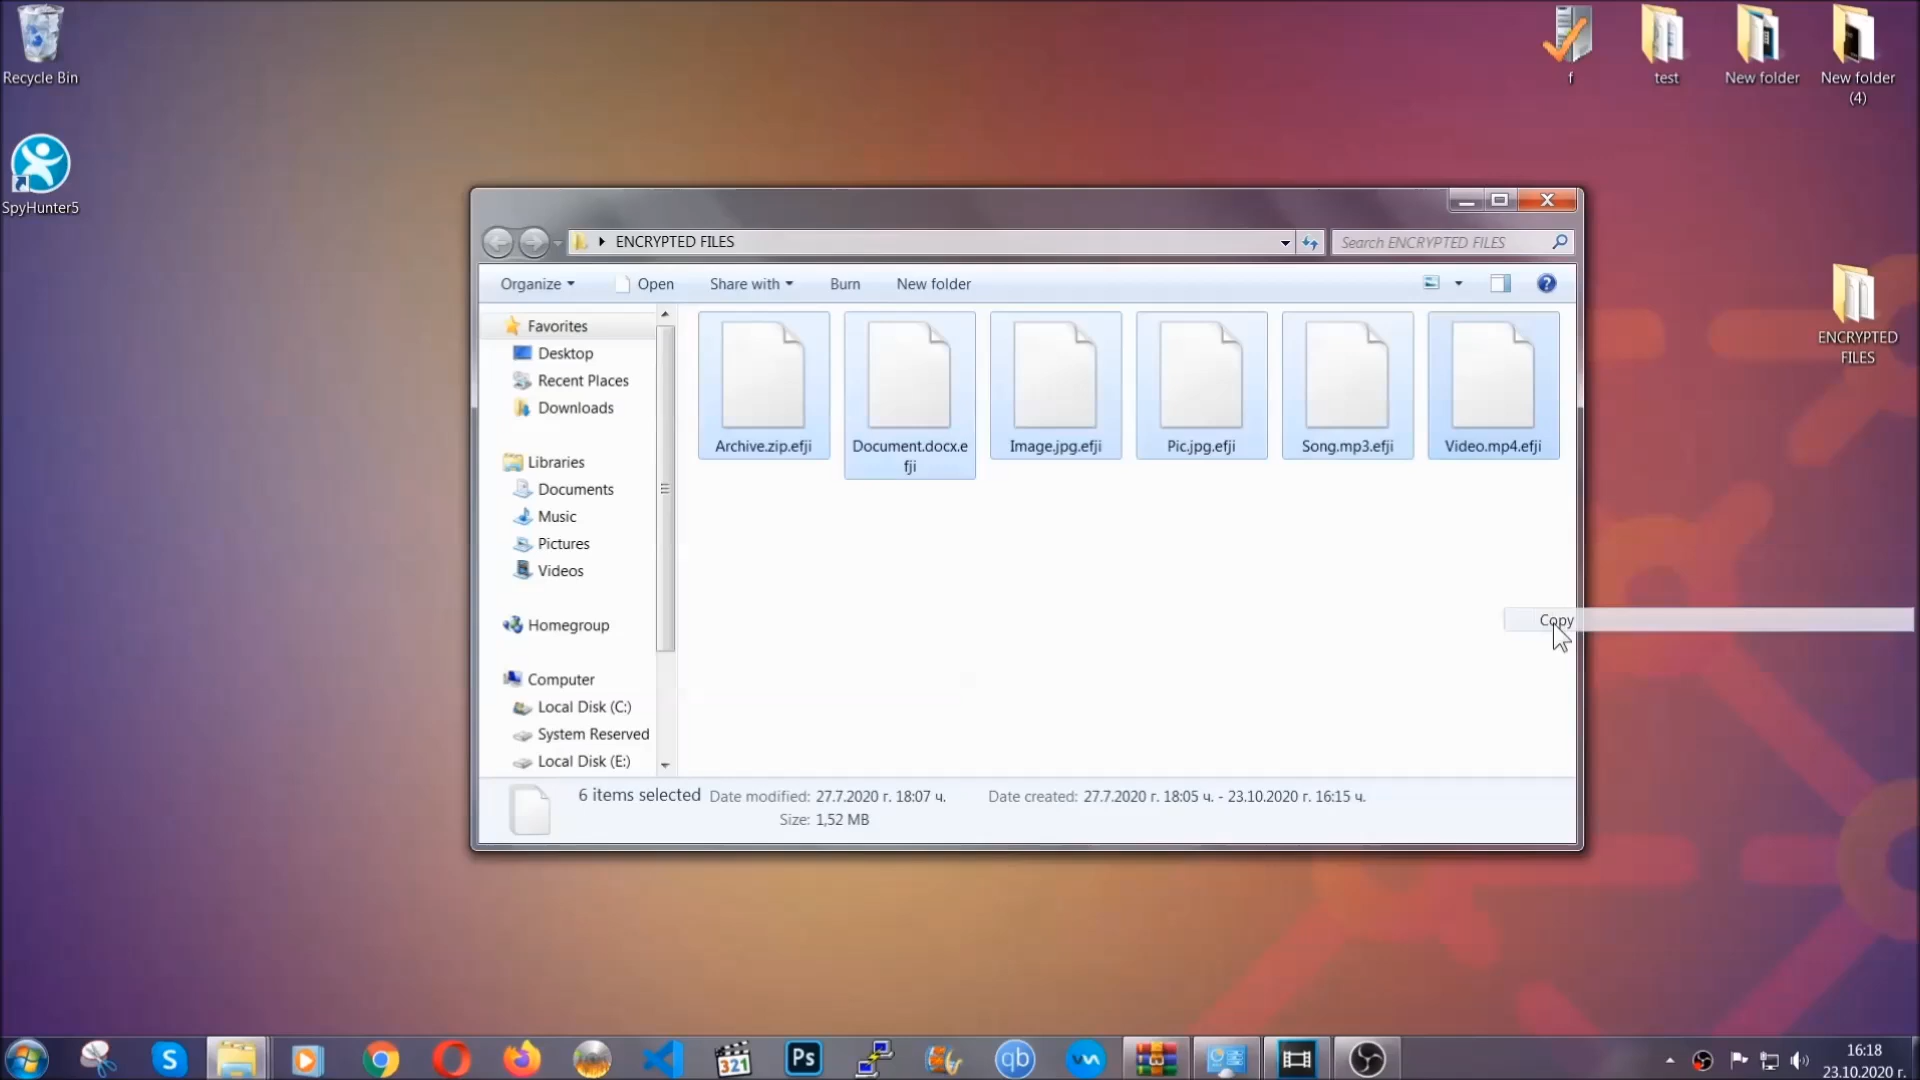 Recycle Bin
SpyHunter5
f
test
New folder
New folder
(4)
ENCRYPTED
FILES
ENCRYPTED FILES
Search ENCRYPTED FILES
Organize
Open
Share with
Burn
New folder
Favorites
Desktop
Recent Places
Downloads
Libraries
Documents
Music
Pictures
Videos
Homegroup
Computer
Local Disk (C:)
System Reserved
Local Disk (E:)
Archive.zip.efji
Document.docx.e
fji
Image.jpg.efji
Pic.jpg.efji
Song.mp3.efji
Video.mp4.efji
Copy
6 items selected
Date modified: 27.7.2020 г. 18:07 ч.
Date created: 27.7.2020 г. 18:05 ч. - 23.10.2020 г. 16:15 ч.
Size: 1,52 MB
S
321
Ps
qb
16:18
23.10.2020 г.